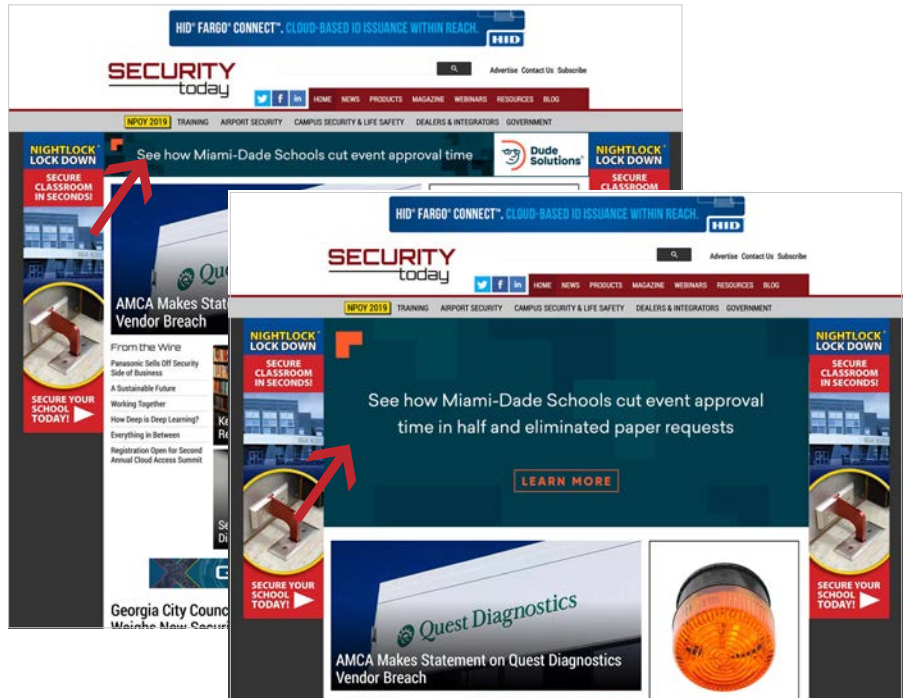 HID® FARGO® CONNECT™. CLOUD-BASED ID ISSUANCE WITHIN REACH.
HID
SECURITY
today
Advertise Contact Us Subscribe
HOME NEWS PRODUCTS MAGAZINE WEBINARS RESOURCES BLOG
NPOY 2019 TRAINING AIRPORT SECURITY CAMPUS SECURITY & LIFE SAFETY DEALERS & INTEGRATORS GOVERNMENT
NIGHTLOCK®
LOCK DOWN
SECURE
CLASSROOM
IN SECONDS!
SECURE YOUR
SCHOOL
TODAY!
See how Miami-Dade Schools cut event approval time
Dude
Solutions®
NIGHTLOCK®
LOCK DOWN
SECURE
CLASSROOM
AMCA Makes
Vendor Breach
From the Wire
Panasonic Sells Off Security
Side of Business
A Sustainable Future
Working Together
How Deep is Deep Learning?
Everything in Between
Registration Open for Second
Annual Cloud Access Summit
Georgia City
Weighs New
HID® FARGO® CONNECT™. CLOUD-BASED ID ISSUANCE WITHIN REACH.
HID
SECURITY
today
Advertise Contact Us Subscribe
HOME NEWS PRODUCTS MAGAZINE WEBINARS RESOURCES BLOG
NPOY 2019 TRAINING AIRPORT SECURITY CAMPUS SECURITY & LIFE SAFETY DEALERS & INTEGRATORS GOVERNMENT
NIGHTLOCK®
LOCK DOWN
SECURE
CLASSROOM
IN SECONDS!
SECURE YOUR
SCHOOL
TODAY!
See how Miami-Dade Schools cut event approval
time in half and eliminated paper requests
LEARN MORE
NIGHTLOCK®
LOCK DOWN
SECURE
CLASSROOM
IN SECONDS!
SECURE YOUR
SCHOOL
TODAY!
Quest Diagnostics
AMCA Makes Statement on Quest Diagnostics
Vendor Breach